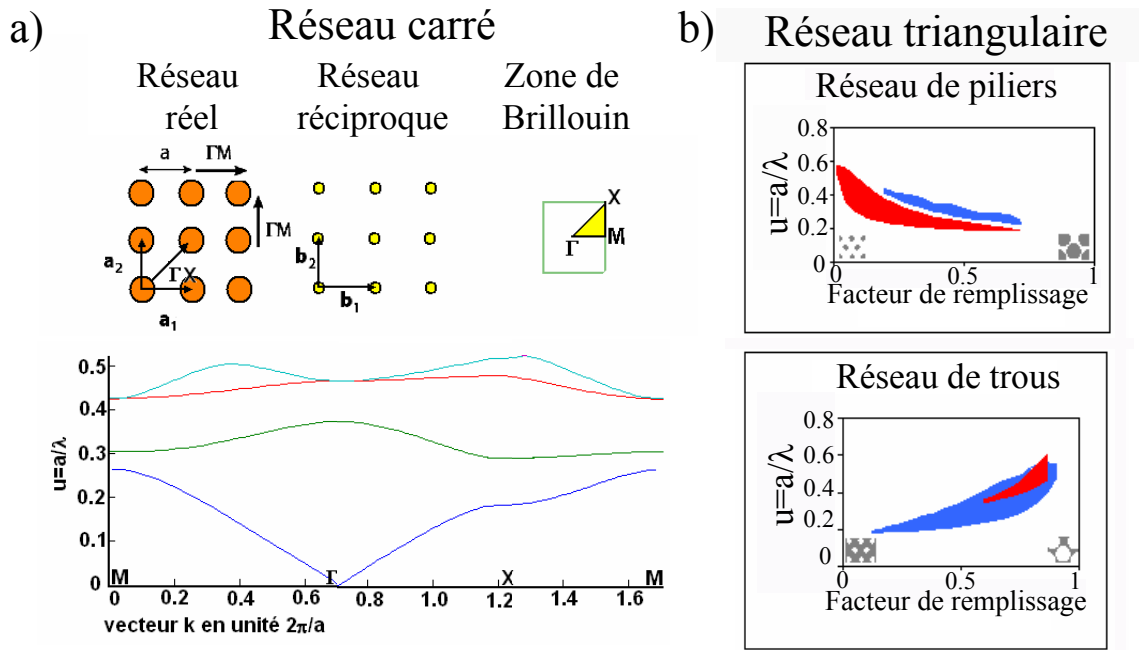 a)
Réseau carré
Réseau réel
Réseau réciproque
Zone de Brillouin
a
ΓM
ΓM
a2
ΓX
a1
b2
b1
X
M
Γ
u=a/λ
0.5
0.4
0.3
0.2
0.1
0
M
Γ
X
M
0 0.2 0.4 0.6 0.8 1.0 1.2 1.4 1.6
vecteur k en unité 2π/a
b)
Réseau triangulaire
Réseau de piliers
u=a/λ
0.8
0.6
0.4
0.2
0
0 0.5 1
Facteur de remplissage
Réseau de trous
u=a/λ
0.8
0.6
0.4
0.2
0
0 0.5 1
Facteur de remplissage